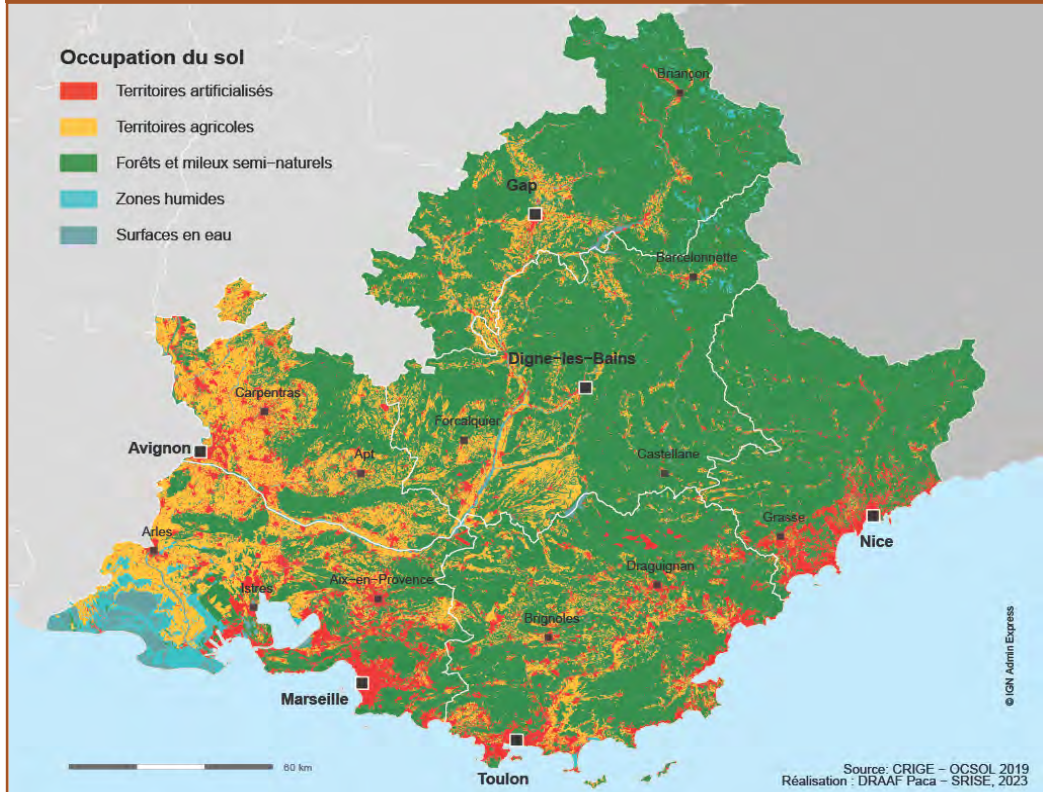 Occupation du sol
Territoires artificialisés
Territoires agricoles
Forêts et mileux semi-naturels
Zones humides
Surfaces en eau
Briançon
Gap
Barcelonnette
Digne-les-Bains
Carpentras
Forcalquier
Avignon
Apt
Castellane
Arles
Grasse
Nice
Istres
Aix-en-Provence
Draguignan
Brignoles
Marseille
Toulon
60 km
© IGN Admin Express
Source: CRIGE - OCSOL 2019
Réalisation : DRAAF Paca - SRISE, 2023